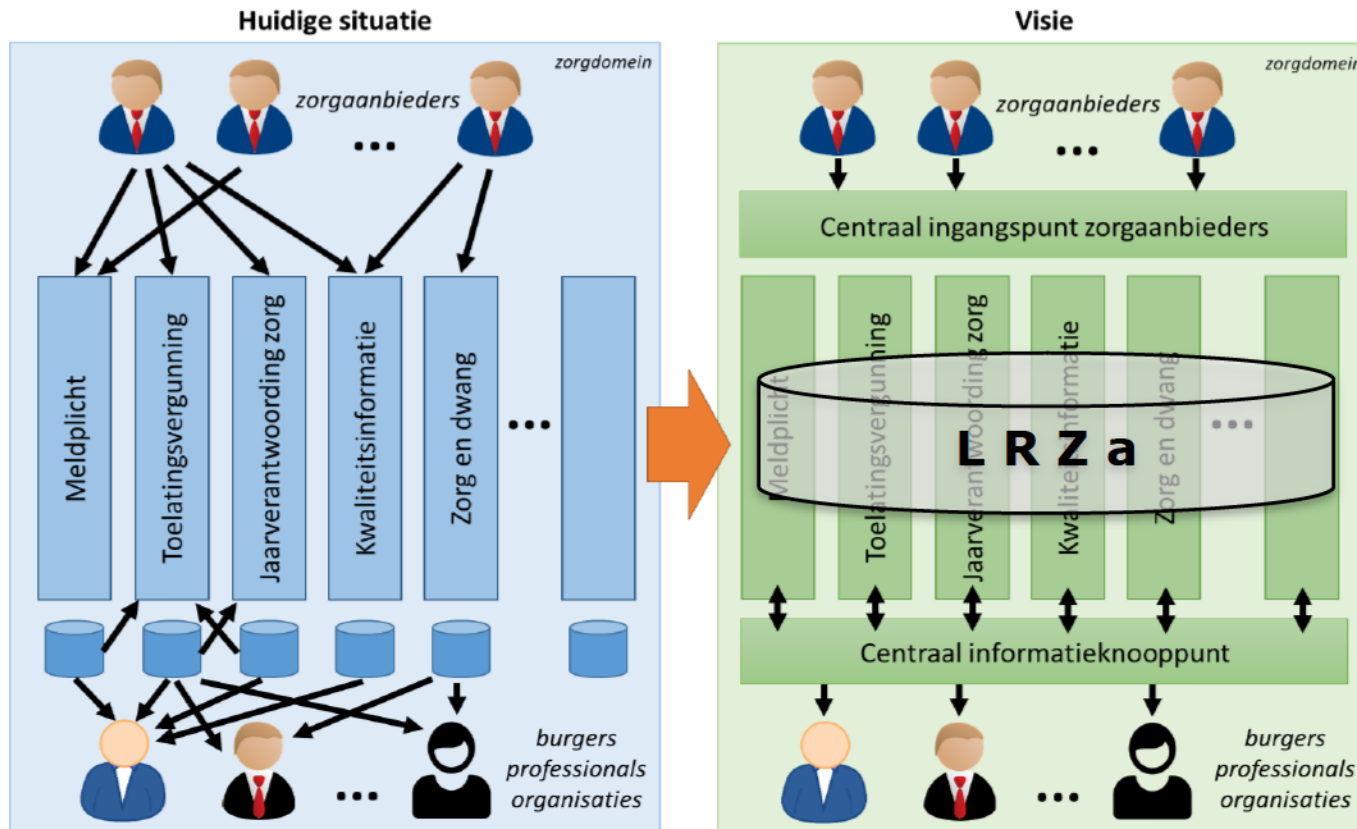 Huidige situatie
zorgdomein
zorgaanbieders
...
Meldplicht
Toelatingsvergunning
Jaarverantwoording zorg
Kwaliteitsinformatie
Zorg en dwang
...
...
burgers
professionals
organisaties
Visie
zorgdomein
zorgaanbieders
...
Centraal ingangspunt zorgaanbieders
Meldplicht
Toelatingsvergunning
Jaarverantwoording zorg
Kwaliteitsinformatie
Zorg en dwang
...
L R Z a
Centraal informatieknooppunt
...
burgers
professionals
organisaties